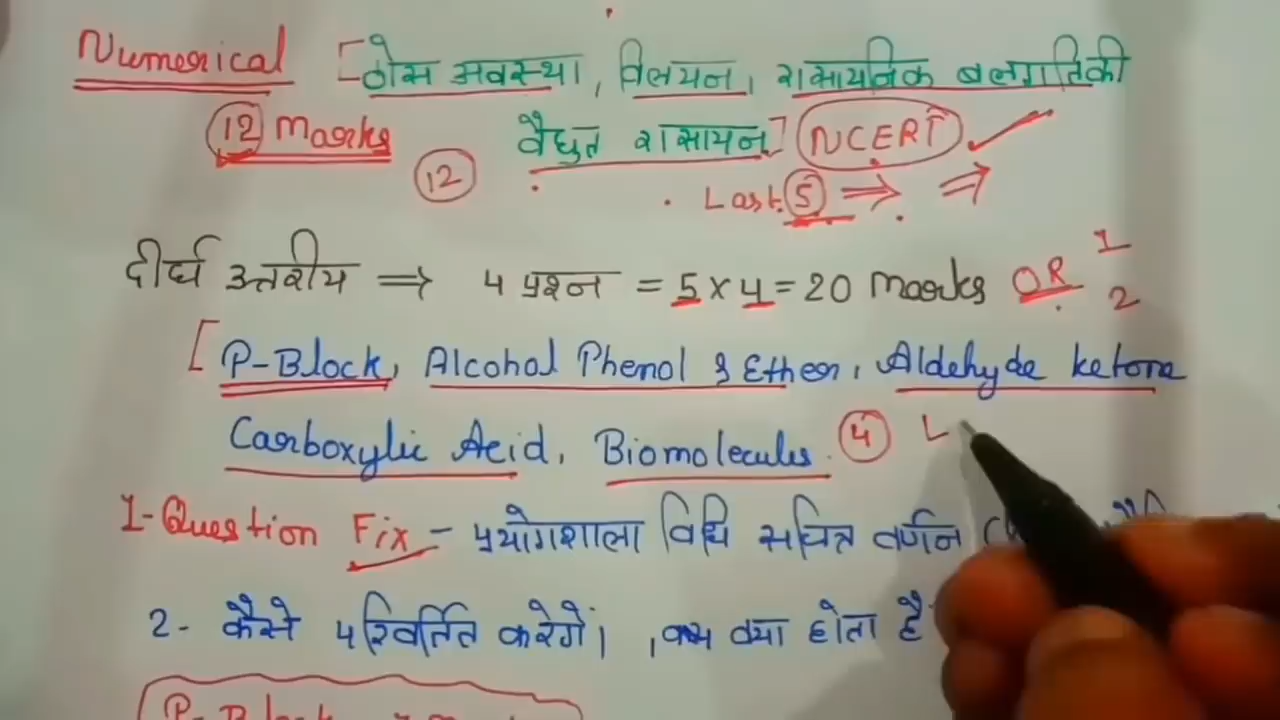 Numerical [ठोस अवस्था, विलयन, रासायनिक बलगतिकी
12 Marks वैधुत रासायन] NCERT
12 Last. 5 ⇒ ⇒
दीर्घ उत्तरीय ⇒ 4 प्रश्न = 5 x 4 = 20 Marks OR 1 2
[P-Block, Alcohol Phenol & Ether, Aldehyde ketone
Carboxylic Acid, Biomolecules. 4 L
1-Question Fix - प्रयोगशाला विधि सचित्र वर्णन
2- कैसे परिवर्तित करेगें। , क्या होता है
P-Block